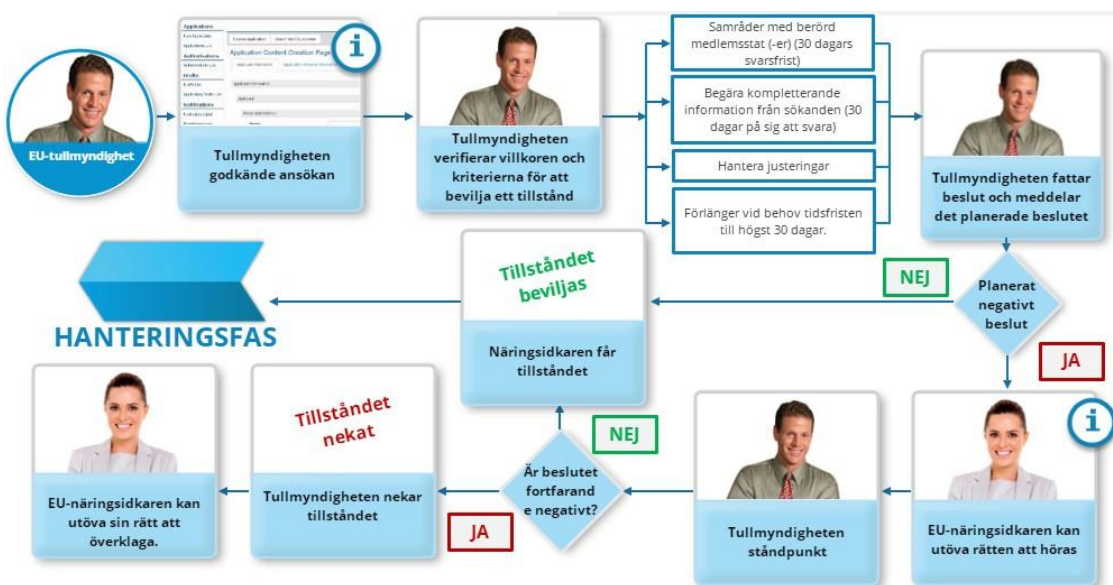 EU-tullmyndighet
Applications
Authorisations
Drafts
Notifications
Application Content Creation Page
Tullmyndigheten
godkände ansökan
Tullmyndigheten
verifierar villkoren och
kriterierna för att
bevilja ett tillstånd
Samråder med berörd
medlemsstat (-er) (30 dagars
svarsfrist)
Begära kompletterande
information från sökanden (30
dagar på sig att svara)
Hantera justeringar
Förlänger vid behov tidsfristen
till högst 30 dagar.
Tullmyndigheten fattar
beslut och meddelar
det planerade beslutet
Planerat
negativt
beslut
NEJ
JA
Tillståndet
beviljas
Näringsidkaren får
tillståndet
HANTERINGSFAS
EU-näringsidkaren kan
utöva rätten att höras
Tullmyndigheten
ståndpunkt
Är beslutet
fortfarand
e negativt?
NEJ
JA
Tillståndet
nekat
Tullmyndigheten nekar
tillståndet
EU-näringsidkaren kan
utöva sin rätt att
överklaga.